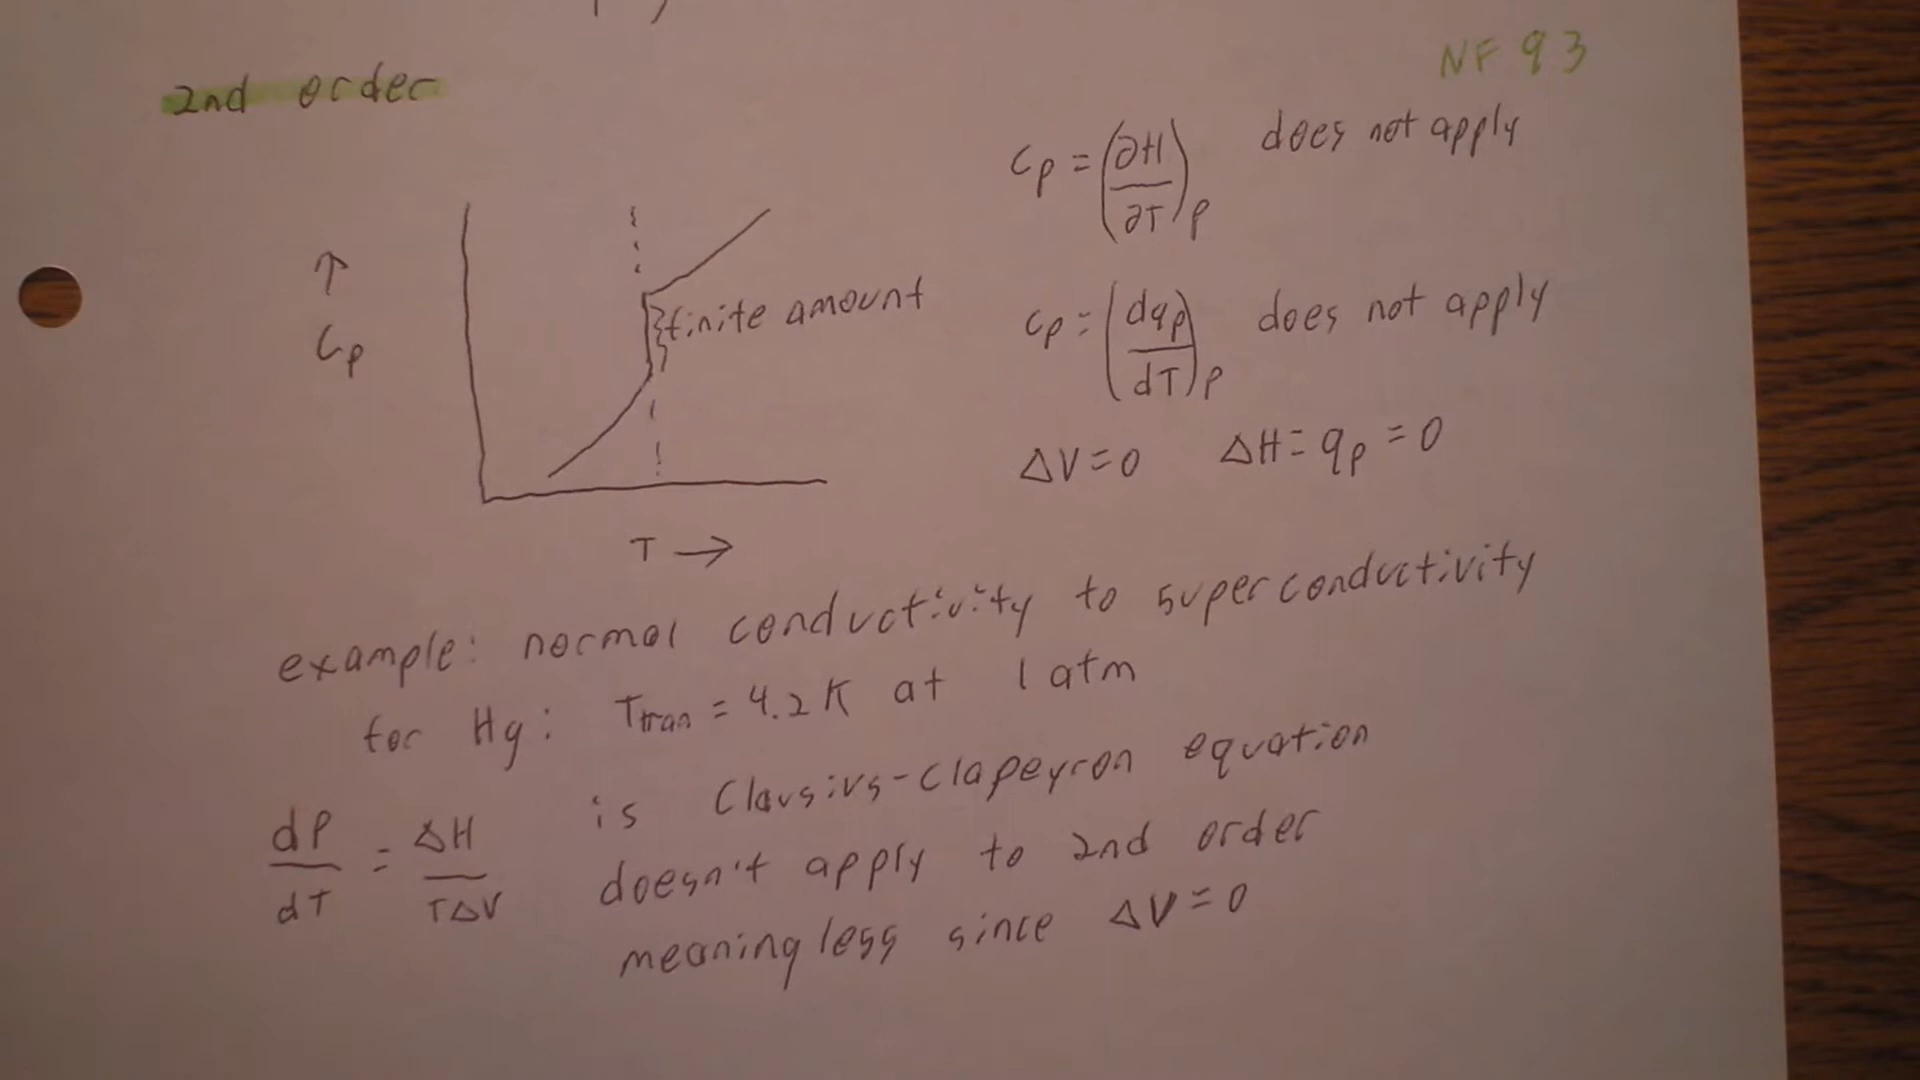 NF 93
2nd order
Cp = (∂H/∂T)p does not apply
↑
Cp
finite amount
T →
Cp = (dqp/dT)p does not apply
ΔV = 0 ΔH = qp = 0
example: normal conductivity to superconductivity
for Hg: Ttran = 4.2 K at 1 atm
dP/dT = ΔH/TΔV is Clausius-Clapeyron equation
doesn't apply to 2nd order
meaningless since ΔV = 0